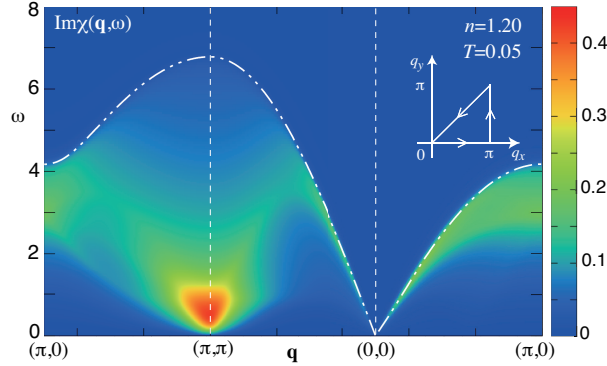 8
6
4
2
0
ω
Imχ(q,ω)
n=1.20
T=0.05
q_y
π
0
π
q_x
0.4
0.3
0.2
0.1
0
(π,0)
(π,π)
q
(0,0)
(π,0)